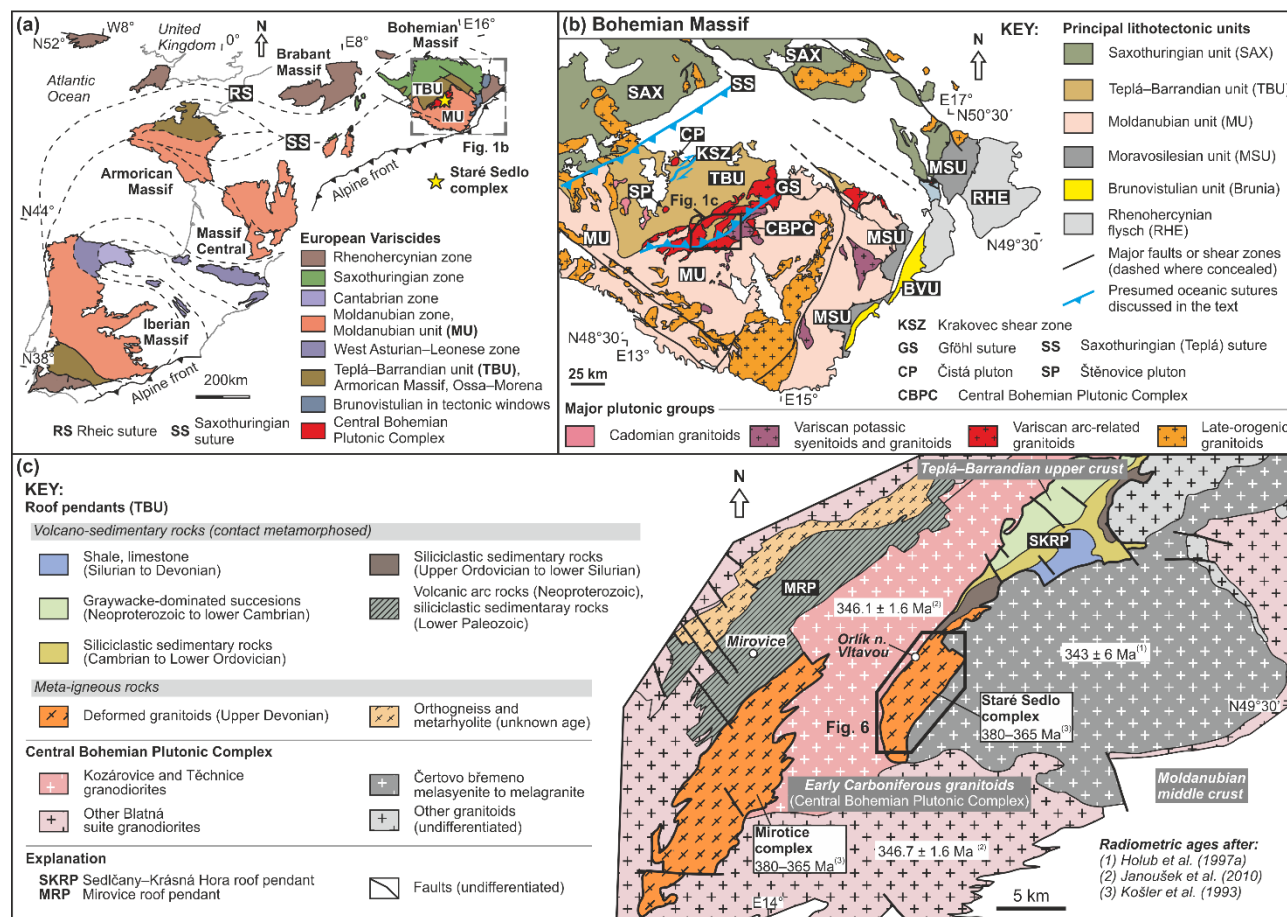 (a)
W8°
United
Kingdom
0°
N
E8°
Bohemian
Massif
E16°
N52°
Brabant
Massif
Atlantic
Ocean
RS
TBU
MU
SS
Fig. 1b
Armorican
Massif
Alpine front
Staré Sedlo
complex
N44°
Massif
Central
European Variscides
Rhenohercynian zone
Saxothuringian zone
Cantabrian zone
Moldanubian zone,
Moldanubian unit (MU)
West Asturian–Leonese zone
Teplá–Barrandian unit (TBU),
Armorican Massif, Ossa–Morena
Brunovistulian in tectonic windows
Central Bohemian
Plutonic Complex
Iberian
Massif
N38°
Alpine front
200km
RS Rheic suture
SS Saxothuringian
suture
(b) Bohemian Massif
SAX
SAX
SS
N
E17°
N50°30´
CP
KSZ
TBU
SP
GS
Fig. 1c
CBPC
MU
MU
MSU
RHE
MSU
N49°30´
BVU
MSU
N48°30´
E13°
25 km
E15°
KEY:
Principal lithotectonic units
Saxothuringian unit (SAX)
Teplá–Barrandian unit (TBU)
Moldanubian unit (MU)
Moravosilesian unit (MSU)
Brunovistulian unit (Brunia)
Rhenohercynian
flysch (RHE)
Major faults or shear zones
(dashed where concealed)
Presumed oceanic sutures
discussed in the text
KSZ Krakovec shear zone
GS Gföhl suture
SS Saxothuringian (Teplá) suture
CP Čistá pluton
SP Štěnovice pluton
CBPC Central Bohemian Plutonic Complex
Major plutonic groups
Cadomian granitoids
Variscan potassic
syenitoids and granitoids
Variscan arc-related
granitoids
Late-orogenic
granitoids
(c)
KEY:
Roof pendants (TBU)
Volcano-sedimentary rocks (contact metamorphosed)
Shale, limestone
(Silurian to Devonian)
Siliciclastic sedimentary rocks
(Upper Ordovician to lower Silurian)
Graywacke-dominated succesions
(Neoproterozoic to lower Cambrian)
Volcanic arc rocks (Neoproterozoic),
siliciclastic sedimentaray rocks
(Lower Paleozoic)
Siliciclastic sedimentary rocks
(Cambrian to Lower Ordovician)
Meta-igneous rocks
Deformed granitoids (Upper Devonian)
Orthogneiss and
metarhyolite (unknown age)
Central Bohemian Plutonic Complex
Kozárovice and Těchnice
granodiorites
Čertovo břemeno
melasyenite to melagranite
Other Blatná
suite granodiorites
Other granitoids
(undifferentiated)
Explanation
SKRP Sedlčany–Krásná Hora roof pendant
MRP Mirovice roof pendant
Faults (undifferentiated)
N
Teplá–Barrandian upper crust
SKRP
MRP
346.1 ± 1.6 Ma(2)
Mirovice
Orlík n.
Vltavou
343 ± 6 Ma(1)
Staré Sedlo
complex
380–365 Ma(3)
N49°30´
Fig. 6
Early Carboniferous granitoids
(Central Bohemian Plutonic Complex)
Moldanubian
middle crust
Mirotice
complex
380–365 Ma(3)
346.7 ± 1.6 Ma(2)
E14°
5 km
Radiometric ages after:
(1) Holub et al. (1997a)
(2) Janoušek et al. (2010)
(3) Košler et al. (1993)